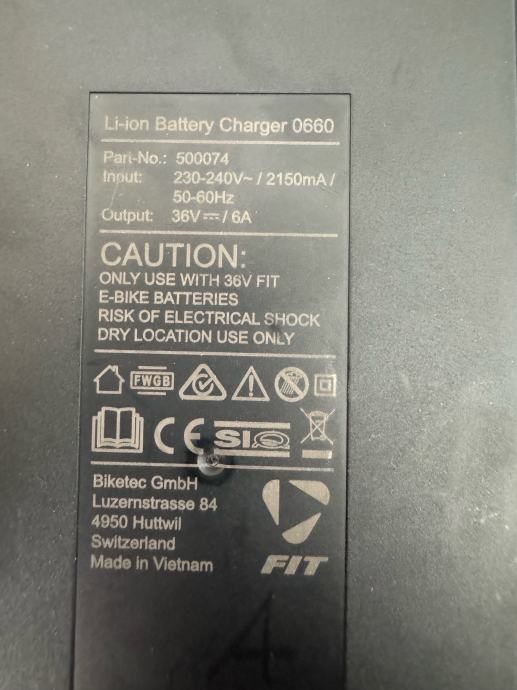 Li-ion Battery Charger 0660
Part-No.: 500074
Input: 230-240V~ / 2150mA /
50-60Hz
Output: 36V⎓ / 6A
CAUTION:
ONLY USE WITH 36V FIT
E-BIKE BATTERIES
RISK OF ELECTRICAL SHOCK
DRY LOCATION USE ONLY
FWGB
CE SIQ
Biketec GmbH
Luzernstrasse 84
4950 Huttwil
Switzerland
Made in Vietnam
FIT